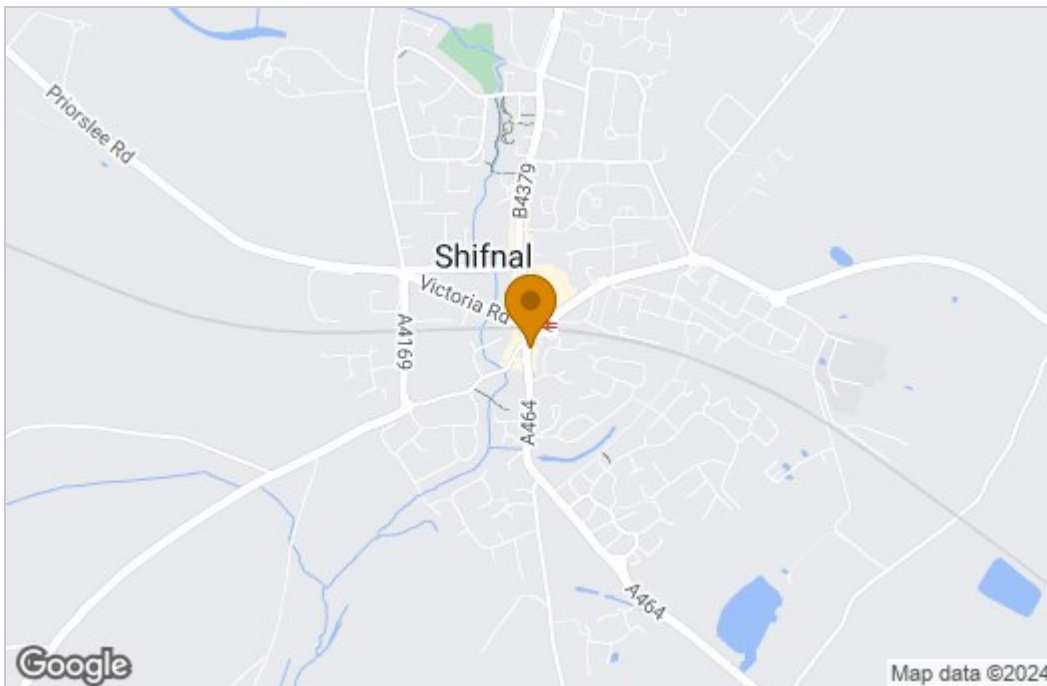 Priorslee Rd
B4379
Shifnal
Victoria Rd
A4169
A464
A464
Google
Map data ©2024